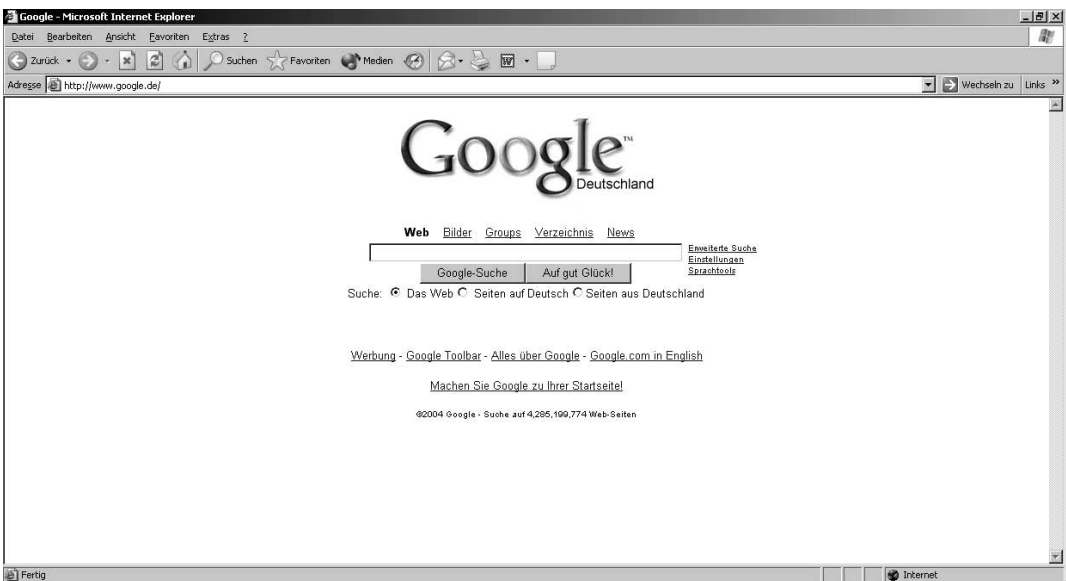 Google - Microsoft Internet Explorer
Datei Bearbeiten Ansicht Favoriten Extras ?
Zurück Suchen Favoriten Medien
Adresse http://www.google.de/ Wechseln zu Links »
Google™
Deutschland
Web Bilder Groups Verzeichnis News
Erweiterte Suche
Einstellungen
Sprachtools
Google-Suche Auf gut Glück!
Suche: Das Web Seiten auf Deutsch Seiten aus Deutschland
Werbung - Google Toolbar - Alles über Google - Google.com in English
Machen Sie Google zu Ihrer Startseite!
©2004 Google - Suche auf 4,285,199,774 Web-Seiten
Fertig Internet